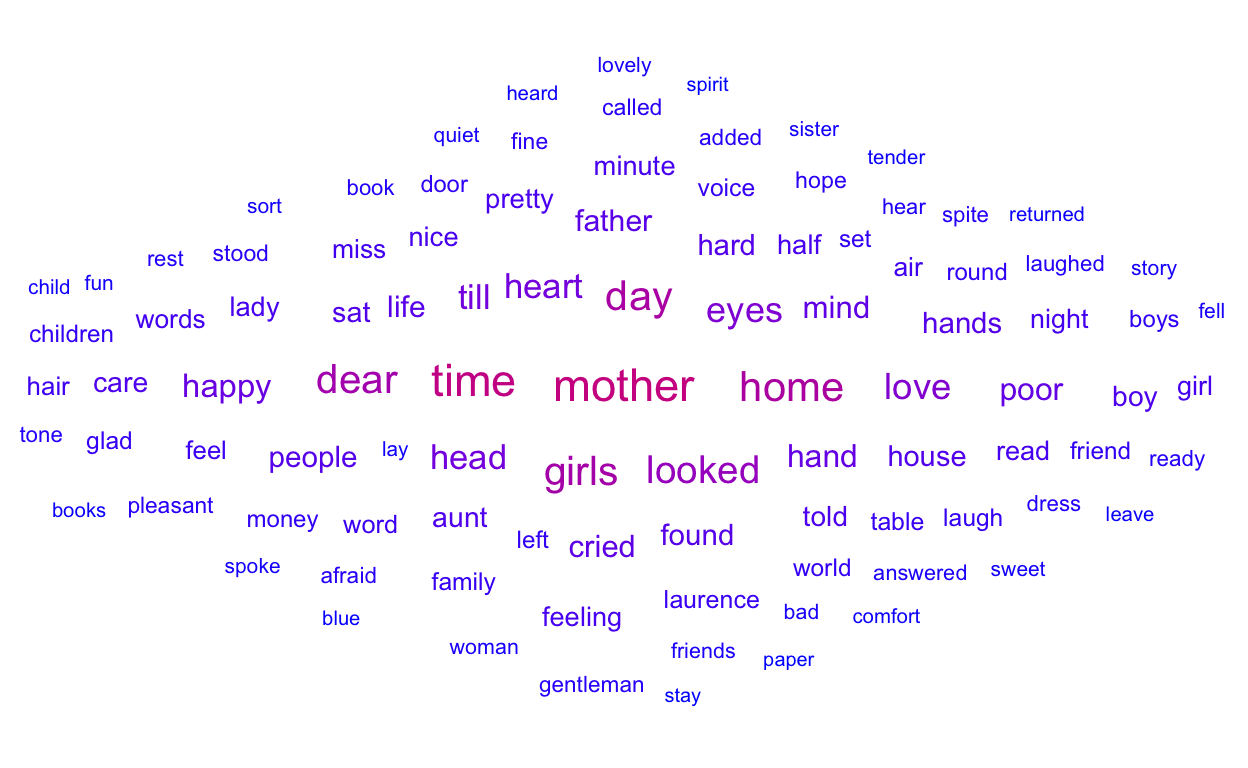 lovely
spirit
heard
called
quiet
fine
added
sister
minute
tender
book
door
pretty
voice
hope
sort
father
hear
spite
returned
rest
stood
miss
nice
hard
half
set
air
round
laughed
story
child
fun
words
lady
sat
life
till
heart
day
eyes
mind
hands
night
boys
fell
children
hair
care
happy
dear
time
mother
home
love
poor
boy
girl
tone
glad
feel
people
lay
head
girls
looked
hand
house
read
friend
ready
books
pleasant
money
word
aunt
left
cried
found
told
table
laugh
dress
leave
spoke
afraid
family
world
answered
sweet
blue
feeling
laurence
bad
comfort
woman
friends
paper
gentleman
stay